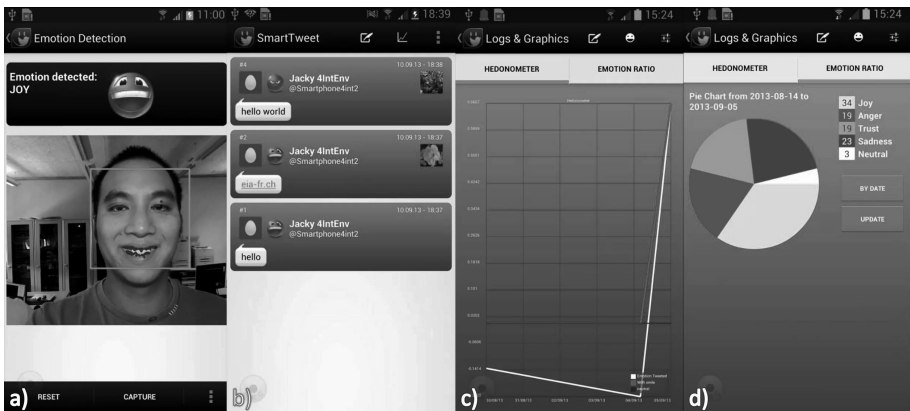 11:00
Emotion Detection
Emotion detected:
JOY
RESET
CAPTURE
a)
18:39
SmartTweet
#4
10.09.13 - 18:38
Jacky 4IntEnv
@Smartphone4int2
hello world
#2
10.09.13 - 18:37
Jacky 4IntEnv
@Smartphone4int2
eia-fr.ch
#1
10.09.13 - 18:37
Jacky 4IntEnv
@Smartphone4int2
hello
b)
15:24
Logs & Graphics
HEDONOMETER
EMOTION RATIO
Hedonometer
Emotion Tweeted
neutral
c)
15:24
Logs & Graphics
HEDONOMETER
EMOTION RATIO
Pie Chart from 2013-08-14 to
2013-09-05
34 Joy
19 Anger
19 Trust
23 Sadness
3 Neutral
BY DATE
UPDATE
d)